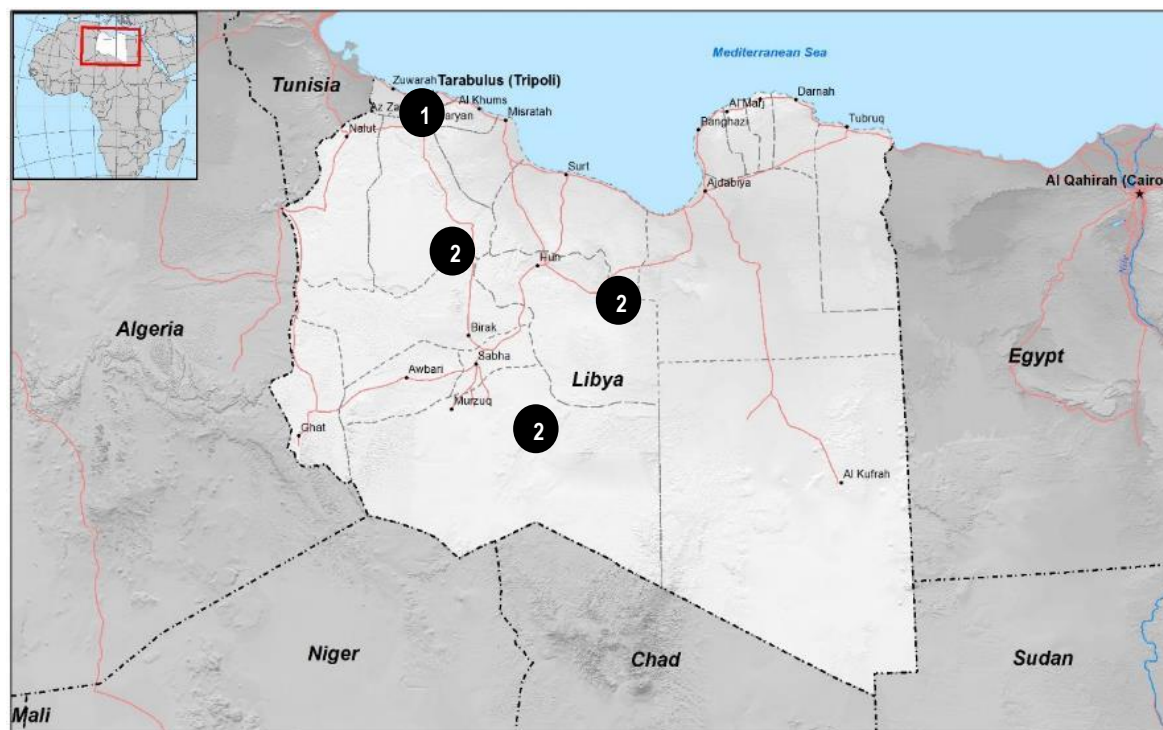 Mediterranean Sea
Tunisia
Zuwarah
Tarabulus (Tripoli)
Az Za
1
aryan
Al Khums
Misratah
Nalut
Surt
Banghazi
Al Marj
Darnah
Tubruq
Ajdabiya
Al Qahirah (Cairo)
Nile
2
Hun
2
Algeria
Birak
Sabha
Awbari
Murzuq
Libya
Egypt
2
Ghat
Al Kufrah
Niger
Chad
Sudan
Mali